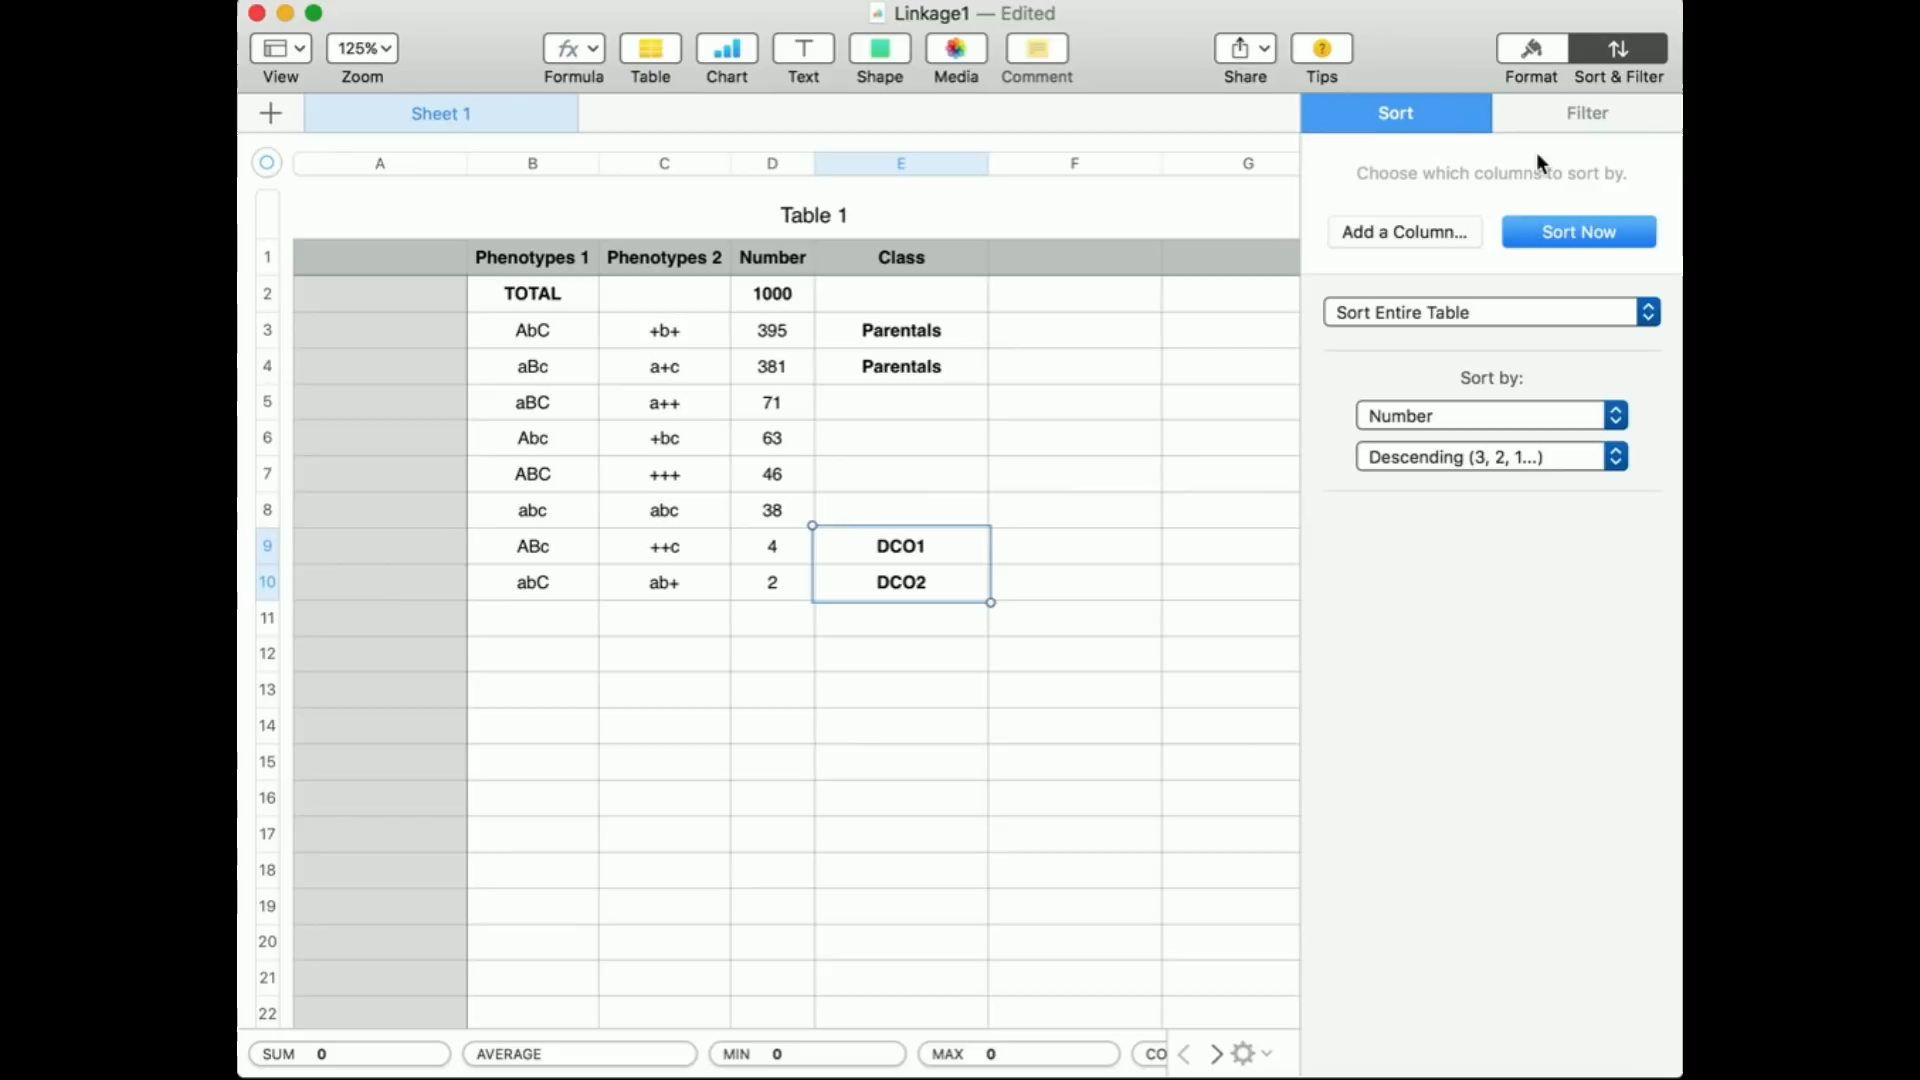 Linkage1 — Edited
125%
View
Zoom
Formula
Table
Chart
Text
Shape
Media
Comment
Share
Tips
Format
Sort & Filter
Sheet 1
Sort
Filter
A B C D E F G
Choose which columns to sort by.
Add a Column...
Sort Now
Table 1
1 Phenotypes 1 Phenotypes 2 Number Class
2 TOTAL 1000
3 AbC +b+ 395 Parentals
4 aBc a+c 381 Parentals
5 aBC a++ 71
6 Abc +bc 63
7 ABC +++ 46
8 abc abc 38
9 ABc ++c 4 DCO1
10 abC ab+ 2 DCO2
11
12
13
14
15
16
17
18
19
20
21
22
Sort Entire Table
Sort by:
Number
Descending (3, 2, 1...)
SUM 0
AVERAGE
MIN 0
MAX 0
CO